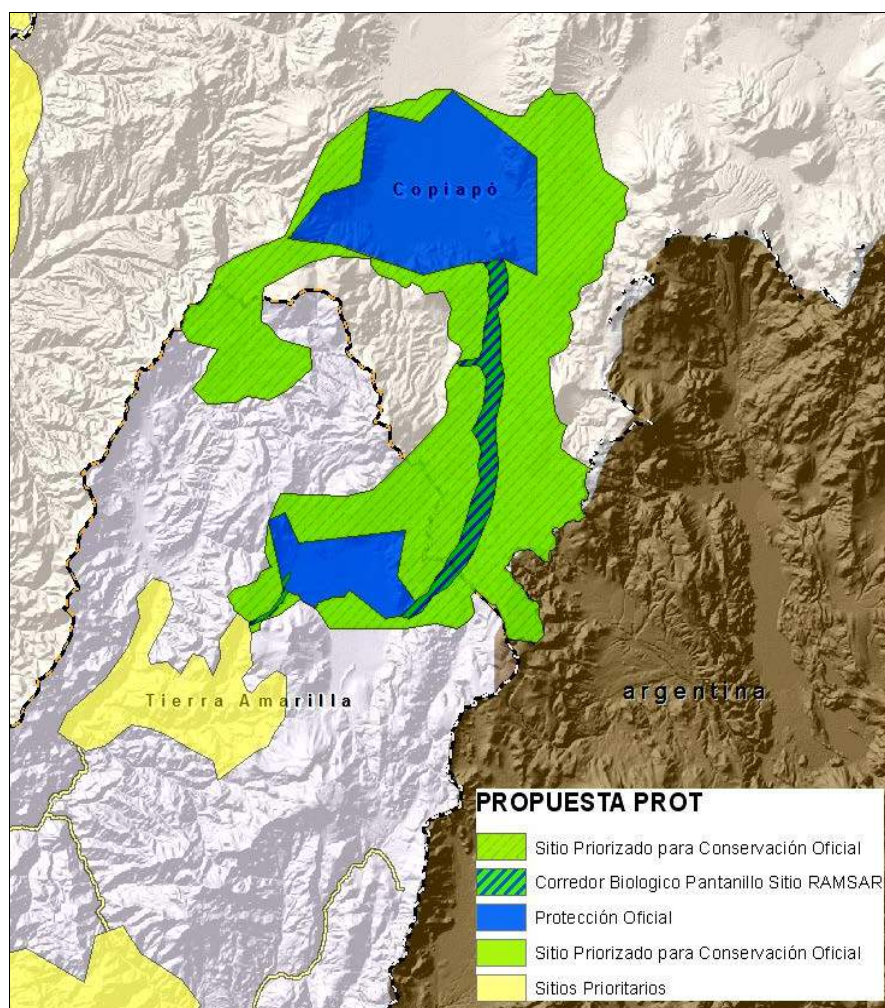 Copiapò
Tierra Amarilla
argentina
PROPUESTA PROT
Sitio Priorizado para Conservación Oficial
Corredor Biologico Pantanillo Sitio RAMSAR
Protección Oficial
Sitio Priorizado para Conservación Oficial
Sitios Prioritarios